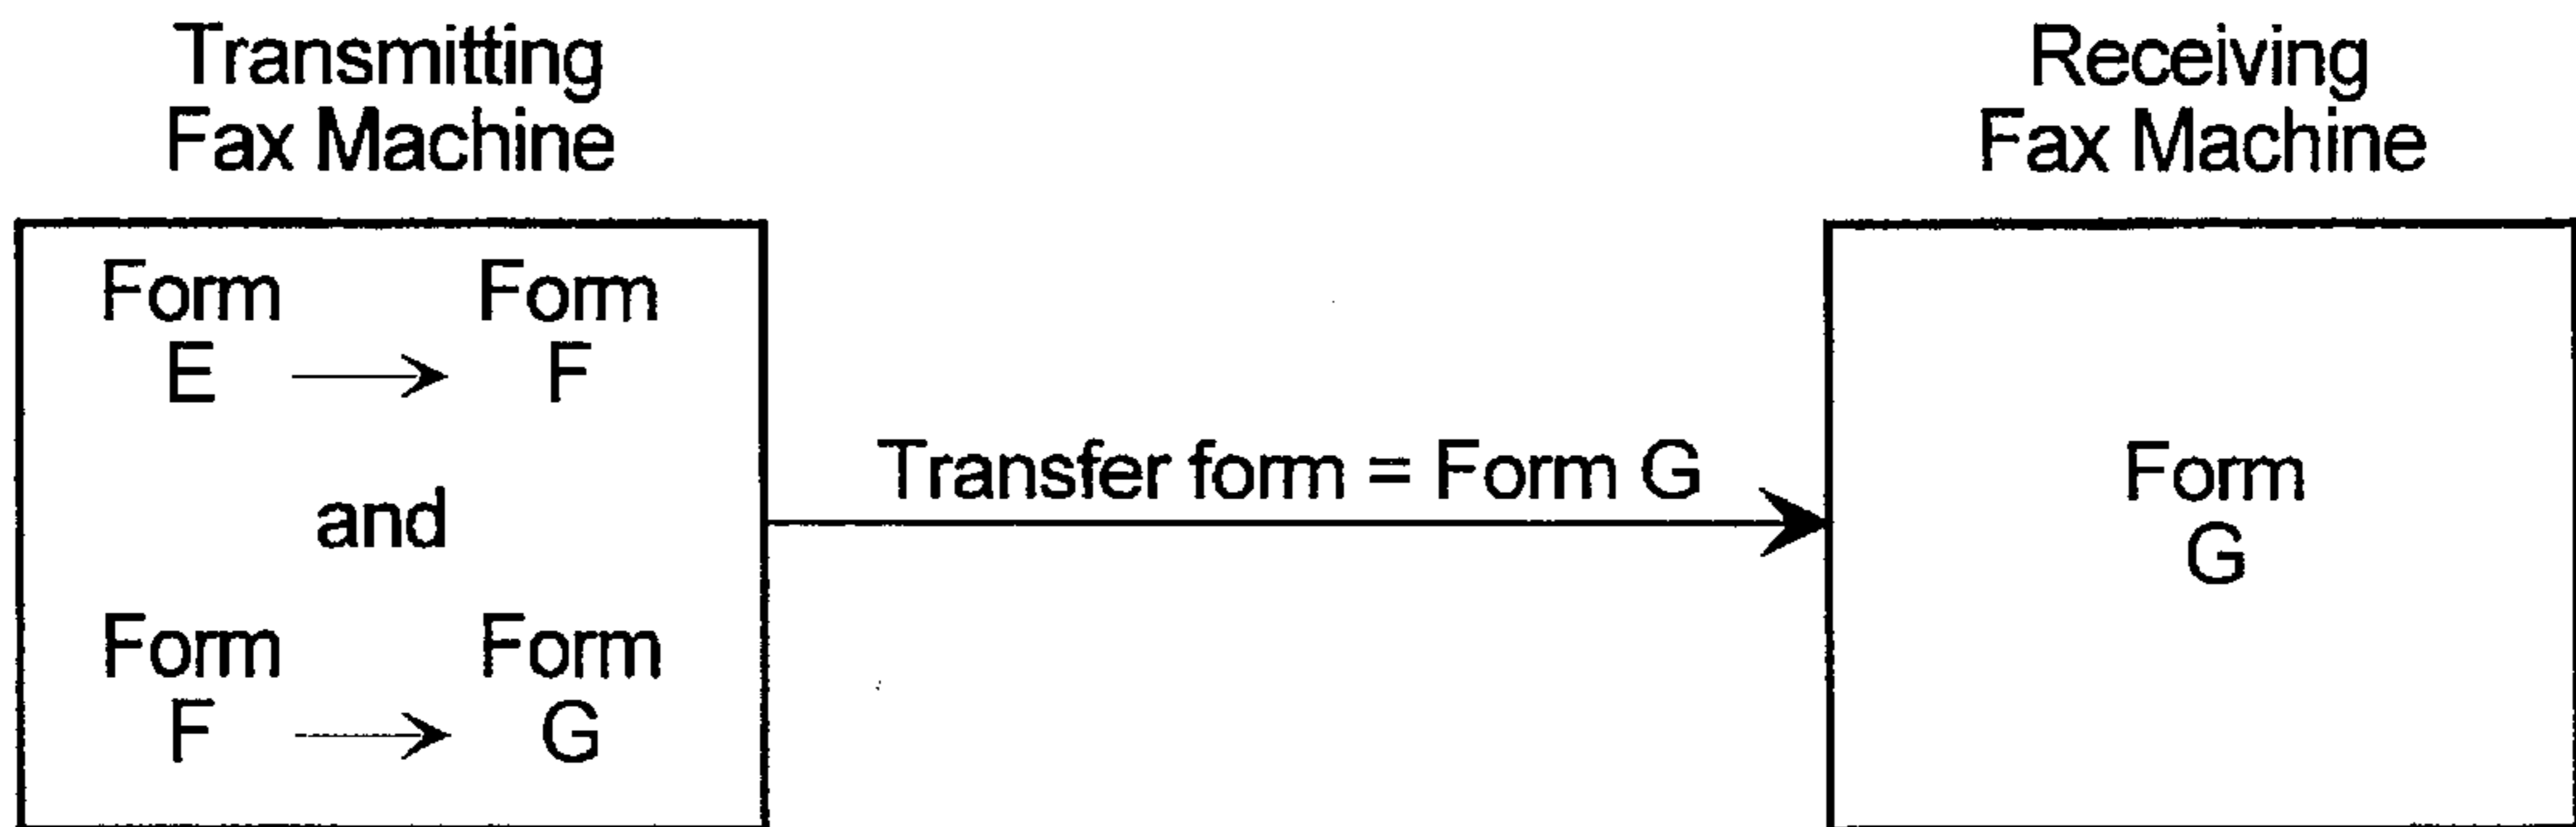 Transmitting
Fax Machine
Receiving
Fax Machine
Form Form
E F
and
Form Form
F G
Transfer form = Form G
Form
G